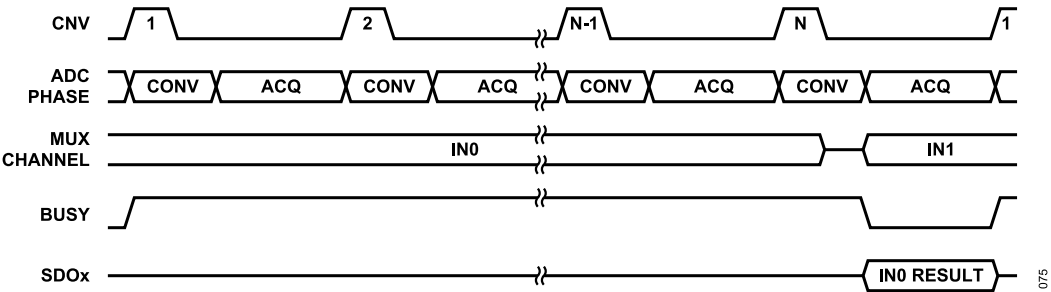 CNV 1 2 N-1 N 1
ADC PHASE CONV ACQ CONV ACQ CONV ACQ CONV ACQ
MUX CHANNEL IN0 IN1
BUSY
SDOx IN0 RESULT
075